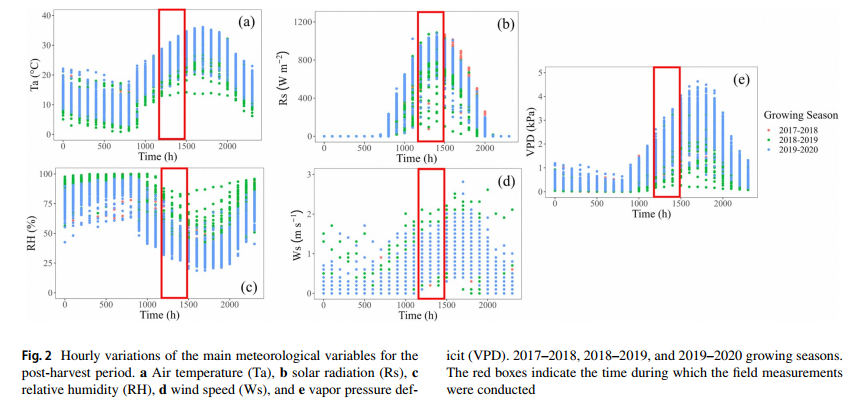 (a)
40
30
20
10
0
Ta (°C)
0 500 1000 1500 2000
Time (h)
(b)
1200
800
400
0
Rs (W m⁻²)
0 500 1000 1500 2000
Time (h)
(e)
5
4
3
2
1
0
VPD (kPa)
0 500 1000 1500 2000
Time (h)
Growing Season
2017-2018
2018-2019
2019-2020
100
75
50
25
0
RH (%)
(c)
0 500 1000 1500 2000
Time (h)
(d)
3
2
1
0
Ws (m s⁻¹)
0 500 1000 1500 2000
Time (h)
Fig. 2 Hourly variations of the main meteorological variables for the
post-harvest period. a Air temperature (Ta), b solar radiation (Rs), c
relative humidity (RH), d wind speed (Ws), and e vapor pressure def-
icit (VPD). 2017–2018, 2018–2019, and 2019–2020 growing seasons.
The red boxes indicate the time during which the field measurements
were conducted